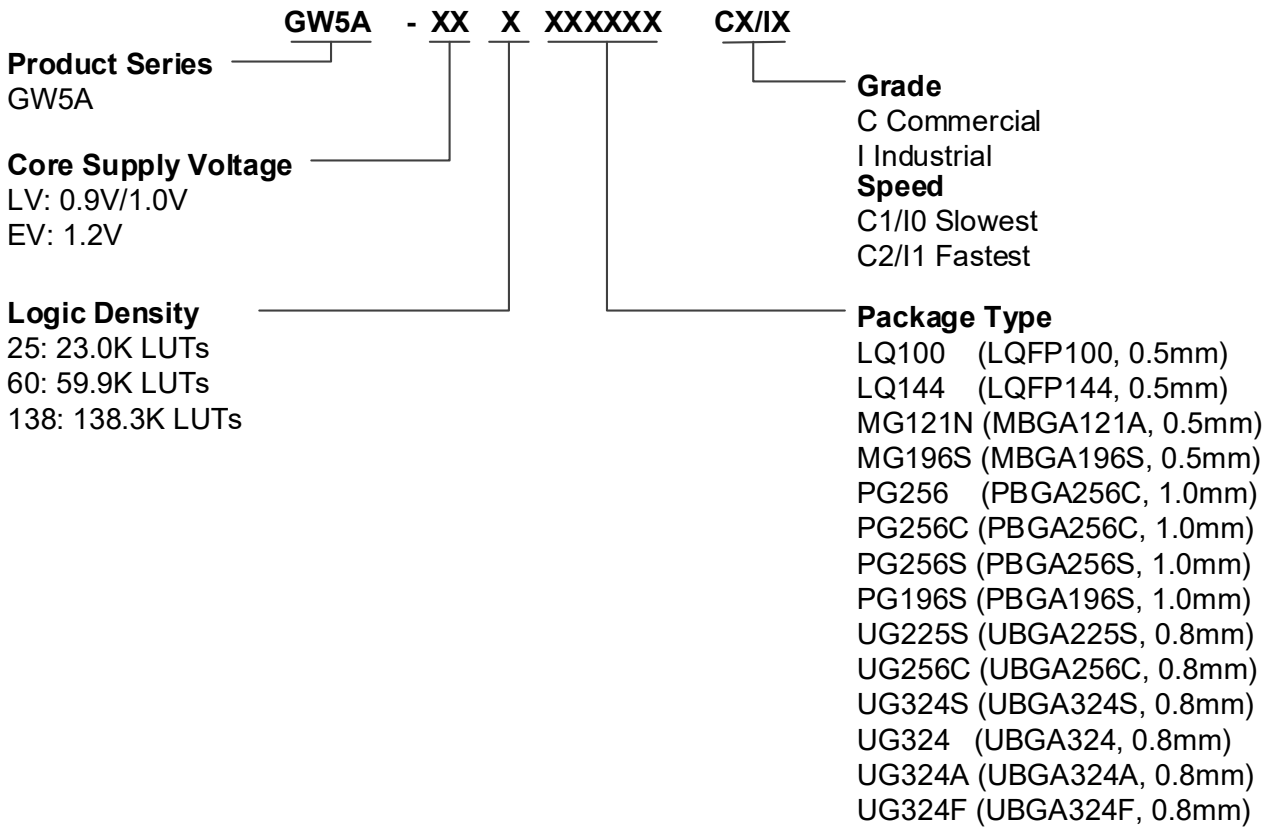 GW5A - XX X XXXXXX CX/IX
Product Series
GW5A
Core Supply Voltage
LV: 0.9V/1.0V
EV: 1.2V
Logic Density
25: 23.0K LUTs
60: 59.9K LUTs
138: 138.3K LUTs
Grade
C Commercial
I Industrial
Speed
C1/I0 Slowest
C2/I1 Fastest
Package Type
LQ100 (LQFP100, 0.5mm)
LQ144 (LQFP144, 0.5mm)
MG121N (MBGA121A, 0.5mm)
MG196S (MBGA196S, 0.5mm)
PG256 (PBGA256C, 1.0mm)
PG256C (PBGA256C, 1.0mm)
PG256S (PBGA256S, 1.0mm)
PG196S (PBGA196S, 1.0mm)
UG225S (UBGA225S, 0.8mm)
UG256C (UBGA256C, 0.8mm)
UG324S (UBGA324S, 0.8mm)
UG324 (UBGA324, 0.8mm)
UG324A (UBGA324A, 0.8mm)
UG324F (UBGA324F, 0.8mm)